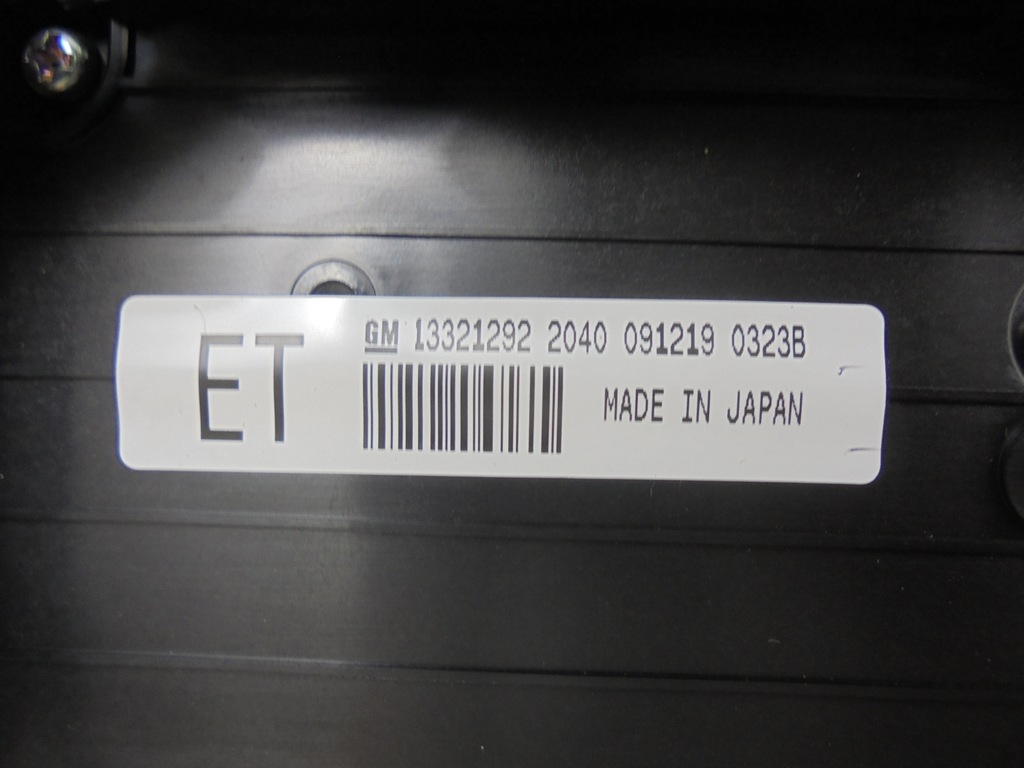 ET
GM 13321292 2040 091219 0323B
MADE IN JAPAN